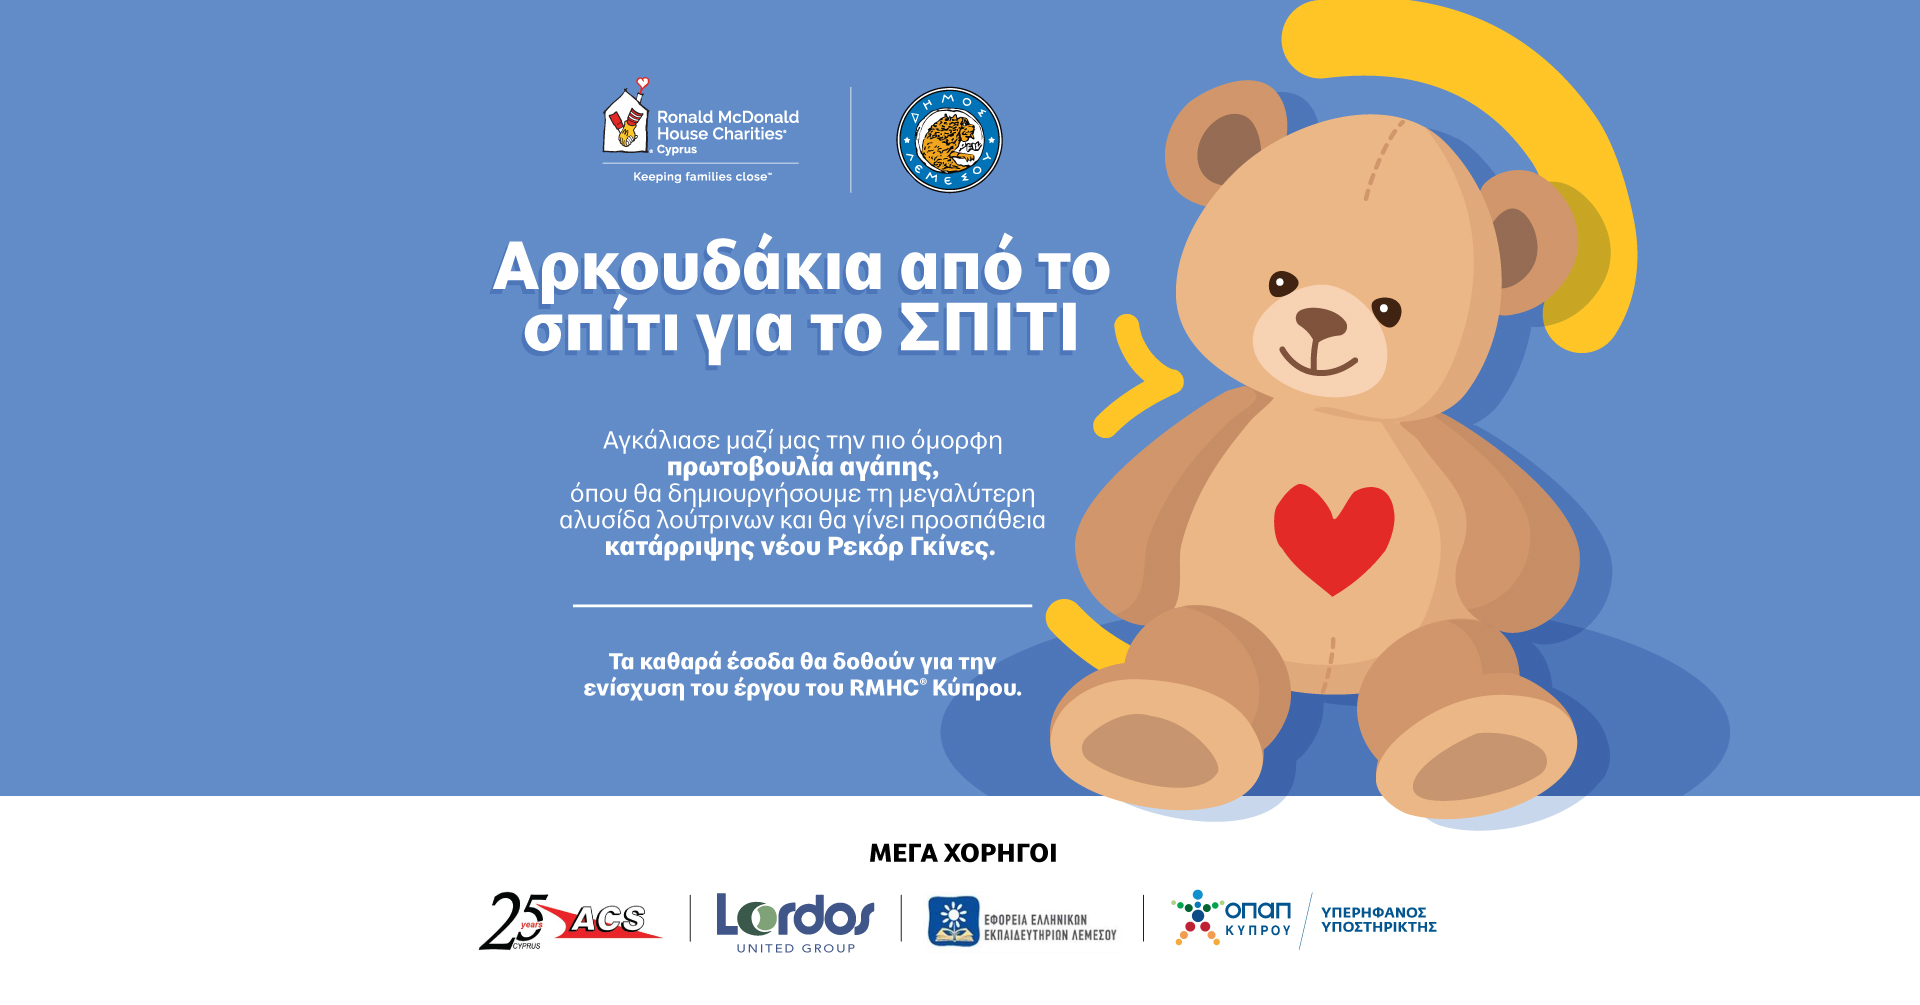 Ronald McDonald
House Charities®
Cyprus
Keeping families close™
ΔΗΜΟΣ
ΛΕΜΕΣΟΥ
Αρκουδάκια από το
σπίτι για το ΣΠΙΤΙ
Αγκάλιασε μαζί μας την πιο όμορφη
πρωτοβουλία αγάπης,
όπου θα δημιουργήσουμε τη μεγαλύτερη
αλυσίδα λούτρινων και θα γίνει προσπάθεια
κατάρριψης νέου Ρεκόρ Γκίνες.
Τα καθαρά έσοδα θα δοθούν για την
ενίσχυση του έργου του RMHC® Κύπρου.
ΜΕΓΑ ΧΟΡΗΓΟΙ
25 years CYPRUS
ACS
Lordos
UNITED GROUP
ΕΦΟΡΕΙΑ ΕΛΛΗΝΙΚΩΝ
ΕΚΠΑΙΔΕΥΤΗΡΙΩΝ ΛΕΜΕΣΟΥ
οπαπ
ΚΥΠΡΟΥ
ΥΠΕΡΗΦΑΝΟΣ
ΥΠΟΣΤΗΡΙΚΤΗΣ